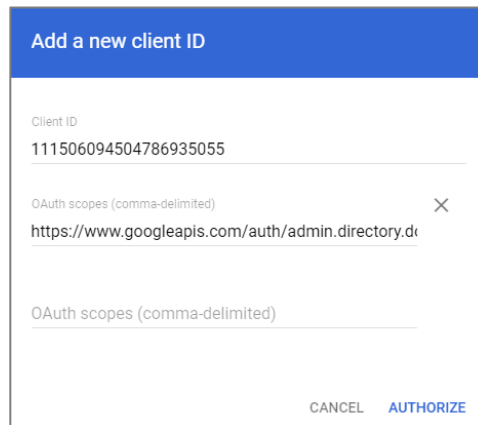 Add a new client ID
Client ID
111506094504786935055
OAuth scopes (comma-delimited)
https://www.googleapis.com/auth/admin.directory.do
OAuth scopes (comma-delimited)
CANCEL AUTHORIZE